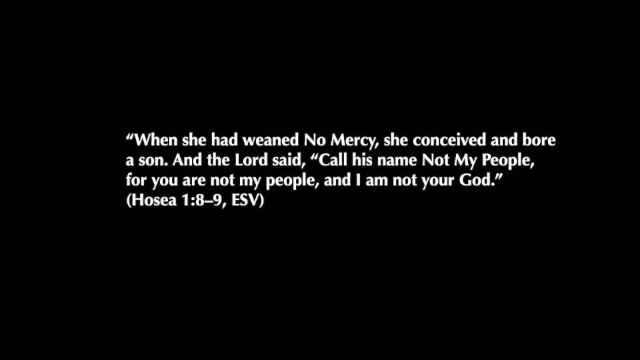 “When she had weaned No Mercy, she conceived and bore
a son. And the Lord said, “Call his name Not My People,
for you are not my people, and I am not your God.”
(Hosea 1:8–9, ESV)